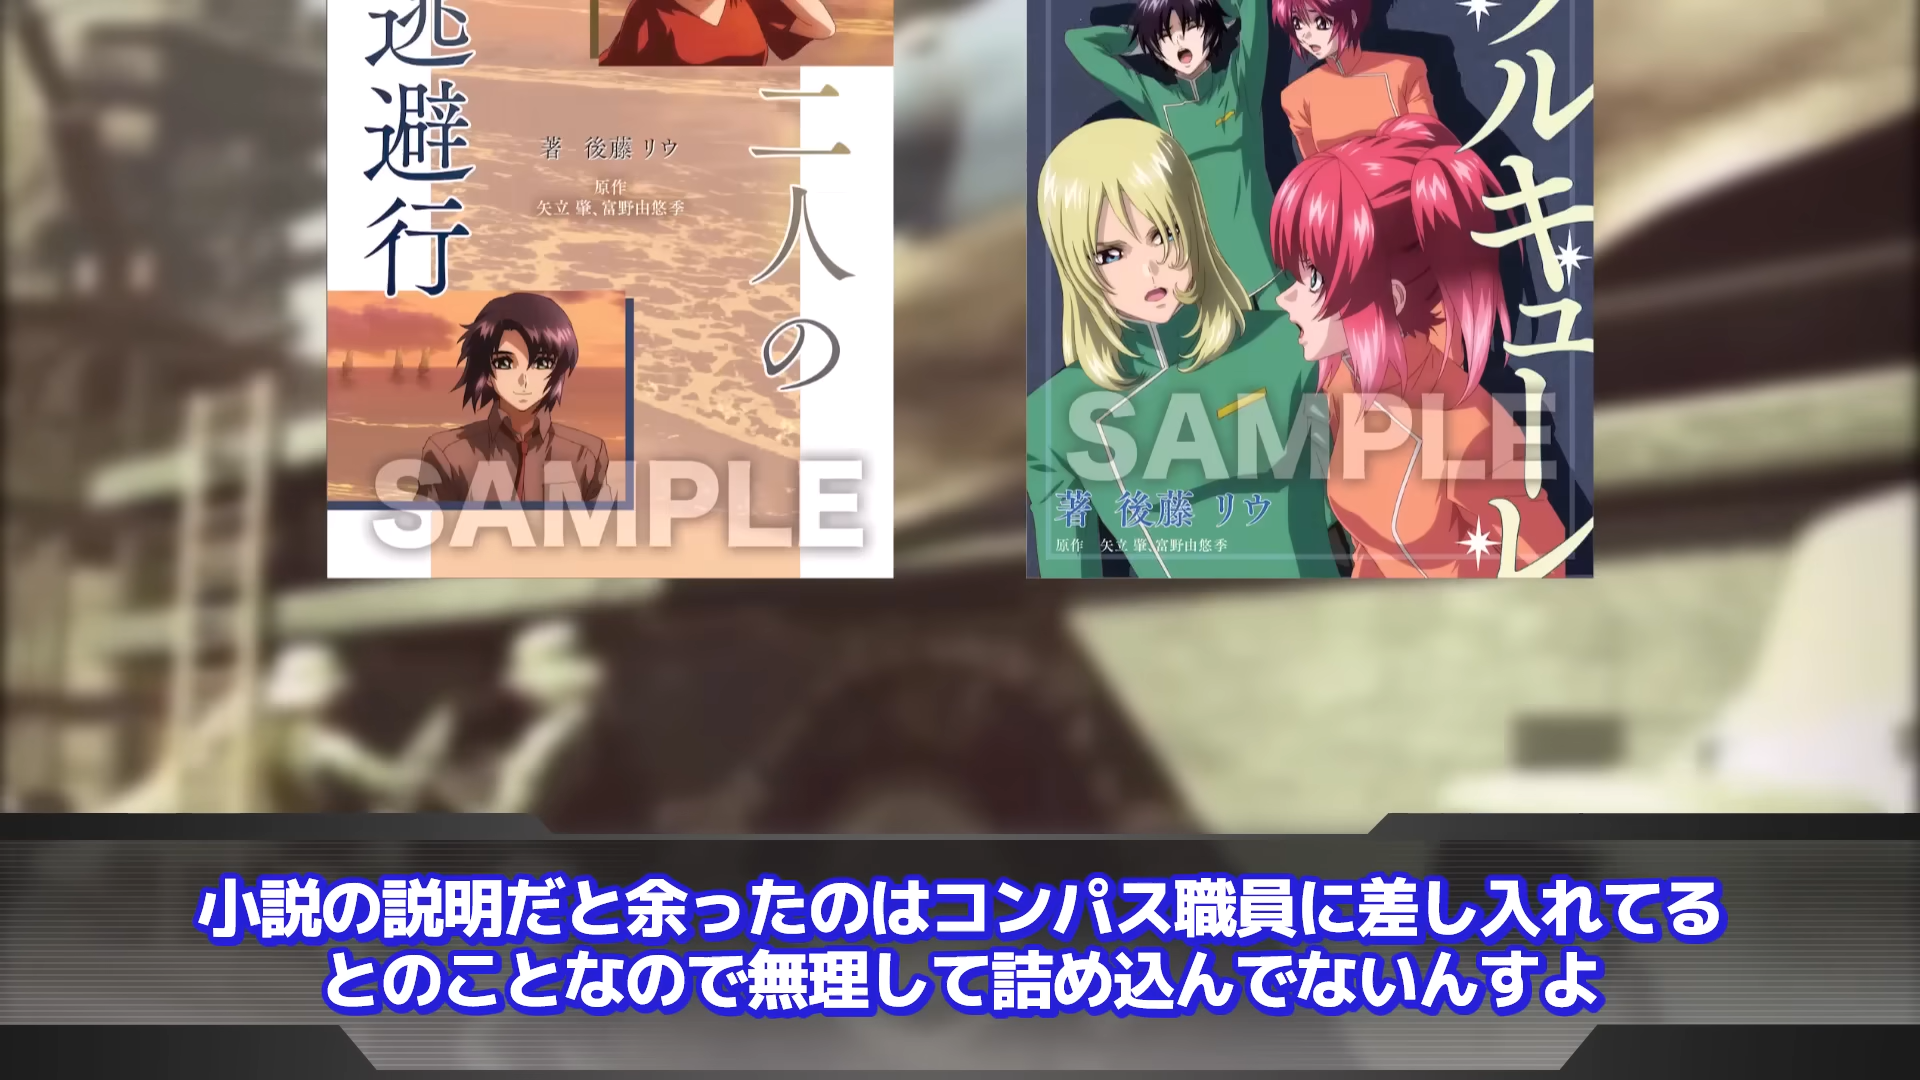 逃避行
二人の
著 後藤 リウ
原作
矢立 肇、富野由悠季
SAMPLE
ルキューレ
SAMPLE
著 後藤 リウ
原作 矢立 肇、富野由悠季
小説の説明だと余ったのはコンパス職員に差し入れてる
とのことなので無理して詰め込んでないんすよ